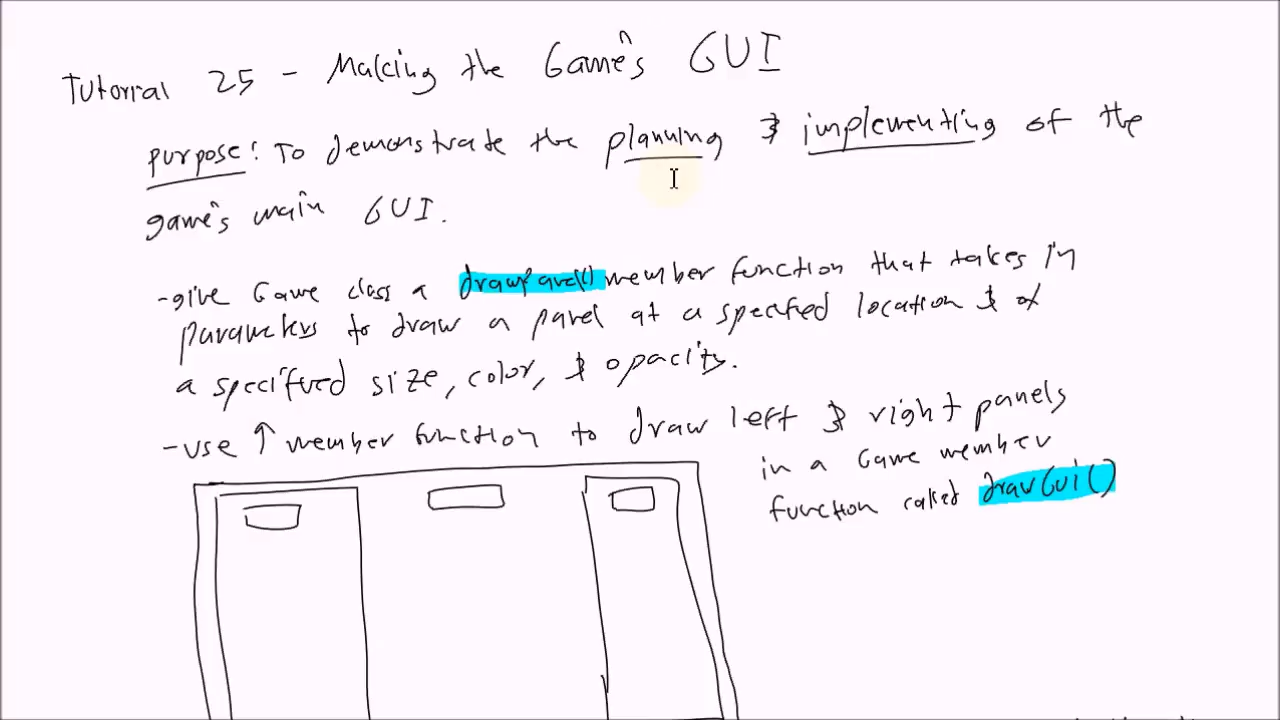 Tutorial 25 - Making the Game's GUI
purpose: To demonstrate the planning & implementing of the
game's main GUI.
-give Game class a drawPanel() member function that takes in
parameters to draw a panel at a specified location & of
a specified size, color, & opacity.
-use ↑ member function to draw left & right panels
in a Game member
function called drawGui()